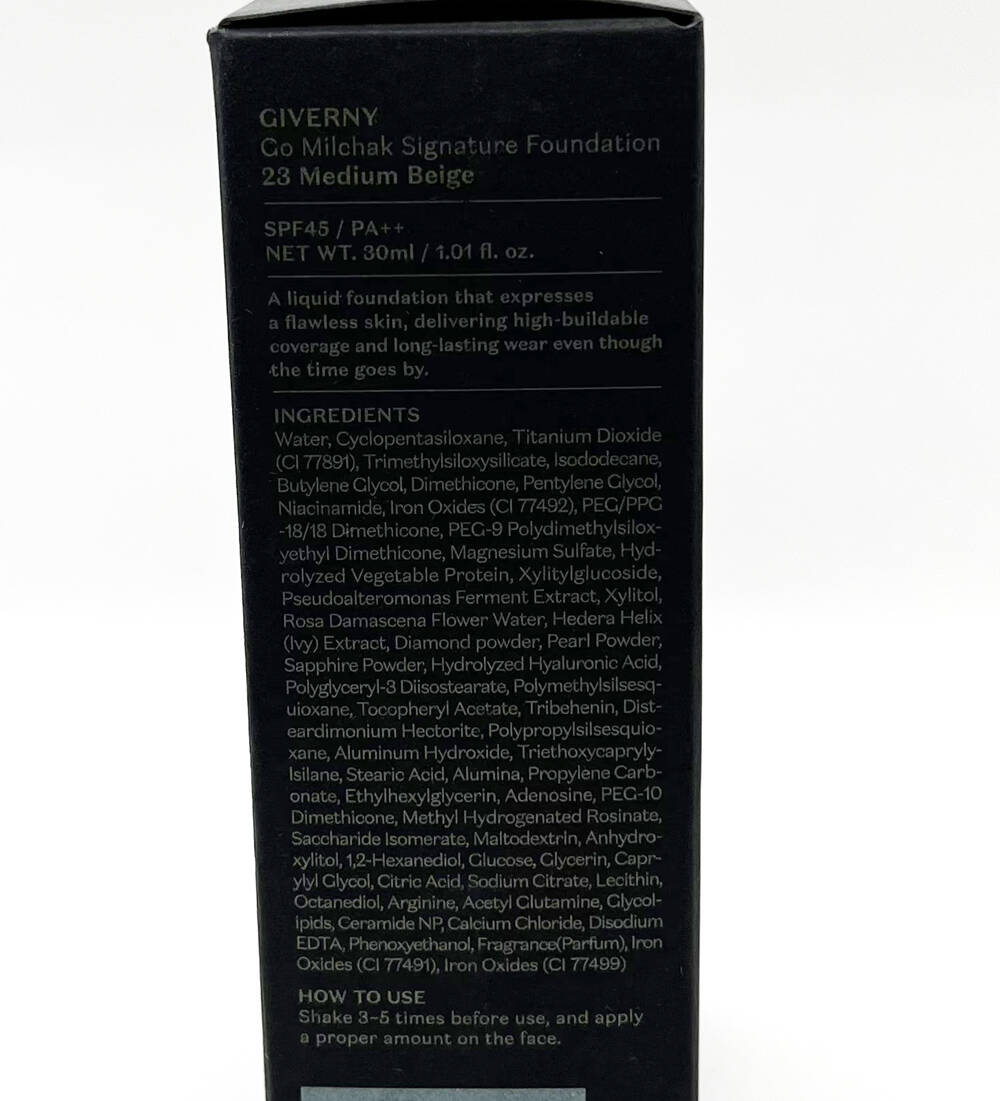 GIVERNY
Go Milchak Signature Foundation
23 Medium Beige
SPF45 / PA++
NET WT. 30ml / 1.01 fl. oz.
A liquid foundation that expresses
a flawless skin, delivering high-buildable
coverage and long-lasting wear even though
the time goes by.
INGREDIENTS
Water, Cyclopentasiloxane, Titanium Dioxide
(CI 77891), Trimethylsiloxysilicate, Isododecane,
Butylene Glycol, Dimethicone, Pentylene Glycol,
Niacinamide, Iron Oxides (CI 77492), PEG/PPG
-18/18 Dimethicone, PEG-9 Polydimethylsilox-
yethyl Dimethicone, Magnesium Sulfate, Hyd-
rolyzed Vegetable Protein, Xylitylglucoside,
Pseudoalteromonas Ferment Extract, Xylitol,
Rosa Damascena Flower Water, Hedera Helix
(Ivy) Extract, Diamond powder, Pearl Powder,
Sapphire Powder, Hydrolyzed Hyaluronic Acid,
Polyglyceryl-3 Diisostearate, Polymethylsilsesq-
uioxane, Tocopheryl Acetate, Tribehenin, Dist-
eardimonium Hectorite, Polypropylsilsesquio-
xane, Aluminum Hydroxide, Triethoxycapryly-
lsilane, Stearic Acid, Alumina, Propylene Carb-
onate, Ethylhexylglycerin, Adenosine, PEG-10
Dimethicone, Methyl Hydrogenated Rosinate,
Saccharide Isomerate, Maltodextrin, Anhydro-
xylitol, 1,2-Hexanediol, Glucose, Glycerin, Capr-
ylyl Glycol, Citric Acid, Sodium Citrate, Lecithin,
Octanediol, Arginine, Acetyl Glutamine, Glycol-
ipids, Ceramide NP, Calcium Chloride, Disodium
EDTA, Phenoxyethanol, Fragrance(Parfum), Iron
Oxides (CI 77491), Iron Oxides (CI 77499)
HOW TO USE
Shake 3-5 times before use, and apply
a proper amount on the face.